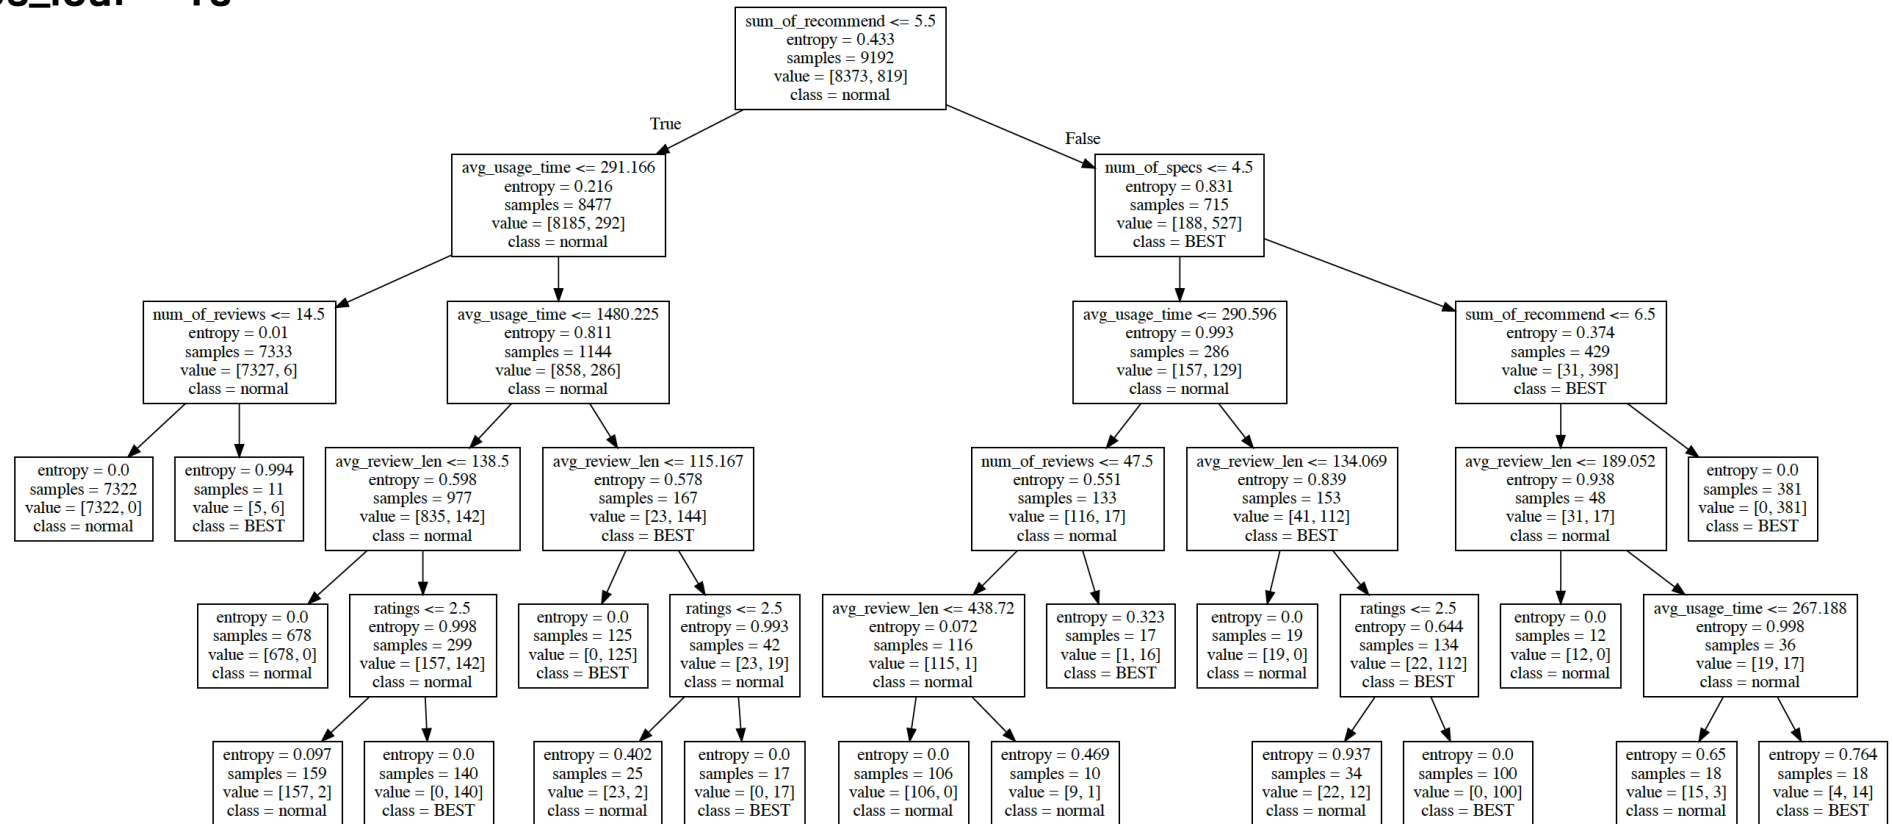 sum_of_recommend <= 5.5
entropy = 0.433
samples = 9192
value = [8373, 819]
class = normal
True
False
avg_usage_time <= 291.166
entropy = 0.216
samples = 8477
value = [8185, 292]
class = normal
num_of_specs <= 4.5
entropy = 0.831
samples = 715
value = [188, 527]
class = BEST
num_of_reviews <= 14.5
entropy = 0.01
samples = 7333
value = [7327, 6]
class = normal
avg_usage_time <= 1480.225
entropy = 0.811
samples = 1144
value = [858, 286]
class = normal
avg_usage_time <= 290.596
entropy = 0.993
samples = 286
value = [157, 129]
class = normal
sum_of_recommend <= 6.5
entropy = 0.374
samples = 429
value = [31, 398]
class = BEST
entropy = 0.0
samples = 7322
value = [7322, 0]
class = normal
entropy = 0.994
samples = 11
value = [5, 6]
class = BEST
avg_review_len <= 138.5
entropy = 0.598
samples = 977
value = [835, 142]
class = normal
avg_review_len <= 115.167
entropy = 0.578
samples = 167
value = [23, 144]
class = BEST
num_of_reviews <= 47.5
entropy = 0.551
samples = 133
value = [116, 17]
class = normal
avg_review_len <= 134.069
entropy = 0.839
samples = 153
value = [41, 112]
class = BEST
avg_review_len <= 189.052
entropy = 0.938
samples = 48
value = [31, 17]
class = normal
entropy = 0.0
samples = 381
value = [0, 381]
class = BEST
entropy = 0.0
samples = 678
value = [678, 0]
class = normal
ratings <= 2.5
entropy = 0.998
samples = 299
value = [157, 142]
class = normal
entropy = 0.0
samples = 125
value = [0, 125]
class = BEST
ratings <= 2.5
entropy = 0.993
samples = 42
value = [23, 19]
class = normal
avg_review_len <= 438.72
entropy = 0.072
samples = 116
value = [115, 1]
class = normal
entropy = 0.323
samples = 17
value = [1, 16]
class = BEST
entropy = 0.0
samples = 19
value = [19, 0]
class = normal
ratings <= 2.5
entropy = 0.644
samples = 134
value = [22, 112]
class = BEST
entropy = 0.0
samples = 12
value = [12, 0]
class = normal
avg_usage_time <= 267.188
entropy = 0.998
samples = 36
value = [19, 17]
class = normal
entropy = 0.097
samples = 159
value = [157, 2]
class = normal
entropy = 0.0
samples = 140
value = [0, 140]
class = BEST
entropy = 0.402
samples = 25
value = [23, 2]
class = normal
entropy = 0.0
samples = 17
value = [0, 17]
class = BEST
entropy = 0.0
samples = 106
value = [106, 0]
class = normal
entropy = 0.469
samples = 10
value = [9, 1]
class = normal
entropy = 0.937
samples = 34
value = [22, 12]
class = normal
entropy = 0.0
samples = 100
value = [0, 100]
class = BEST
entropy = 0.65
samples = 18
value = [15, 3]
class = normal
entropy = 0.764
samples = 18
value = [4, 14]
class = BEST